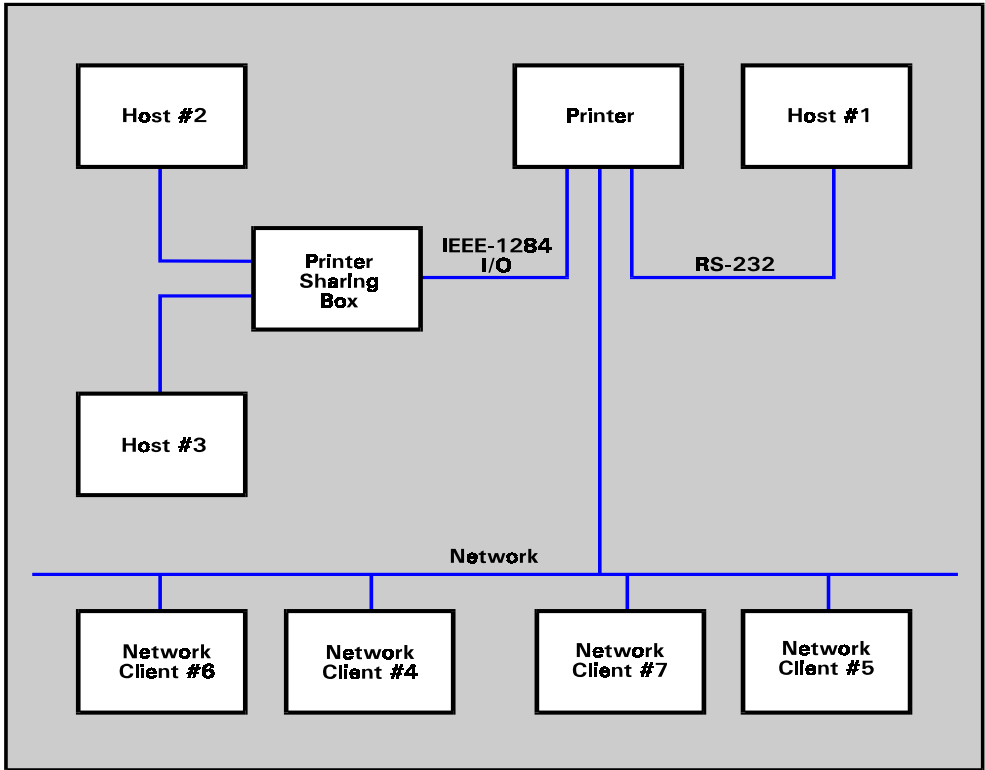 Host #2
Printer
Host #1
IEEE-1284
I/O
RS-232
Printer
Sharing
Box
Host #3
Network
Network
Client #6
Network
Client #4
Network
Client #7
Network
Client #5